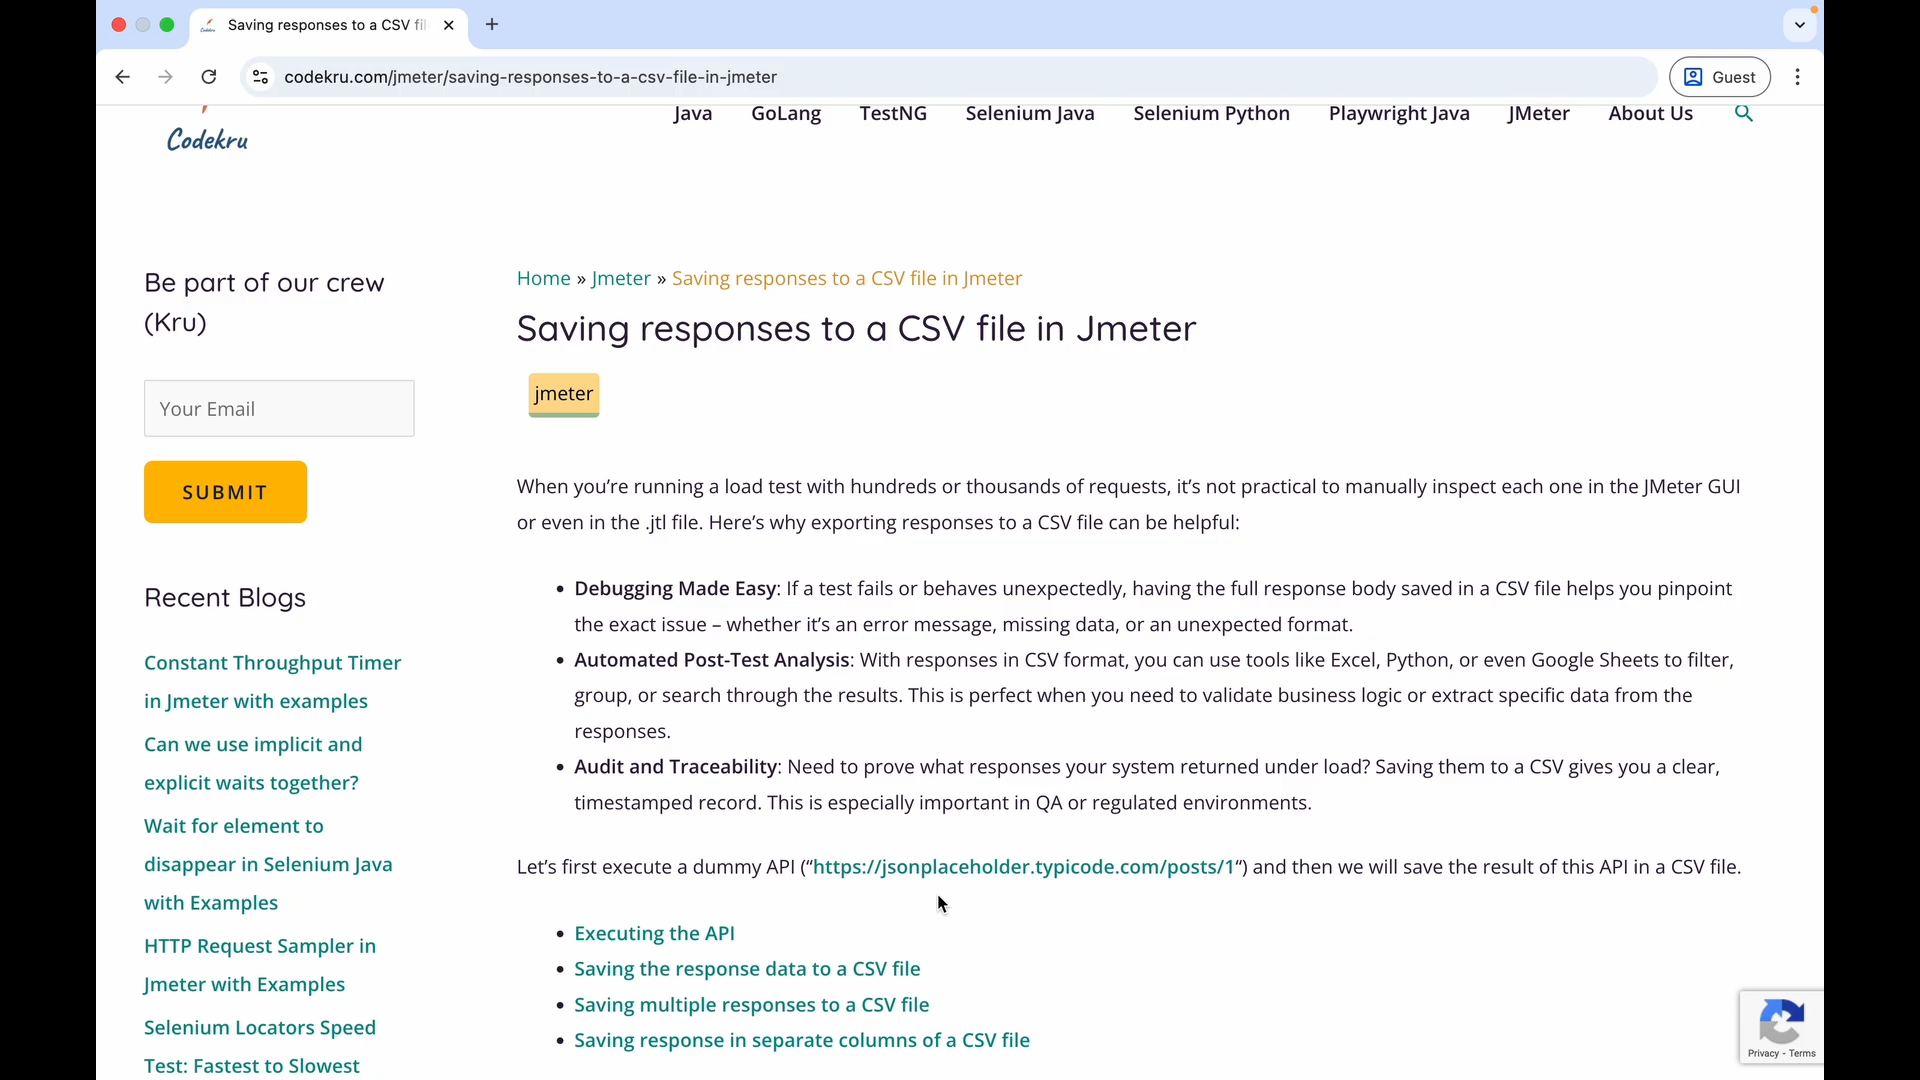 Saving responses to a CSV fil
codekru.com/jmeter/saving-responses-to-a-csv-file-in-jmeter
Guest
Codekru
Java GoLang TestNG Selenium Java Selenium Python Playwright Java JMeter About Us
Be part of our crew
(Kru)
Your Email
SUBMIT
Recent Blogs
Constant Throughput Timer
in Jmeter with examples
Can we use implicit and
explicit waits together?
Wait for element to
disappear in Selenium Java
with Examples
HTTP Request Sampler in
Jmeter with Examples
Selenium Locators Speed
Test: Fastest to Slowest
Home » Jmeter » Saving responses to a CSV file in Jmeter
Saving responses to a CSV file in Jmeter
jmeter
When you’re running a load test with hundreds or thousands of requests, it’s not practical to manually inspect each one in the JMeter GUI
or even in the .jtl file. Here’s why exporting responses to a CSV file can be helpful:
• Debugging Made Easy: If a test fails or behaves unexpectedly, having the full response body saved in a CSV file helps you pinpoint
the exact issue – whether it’s an error message, missing data, or an unexpected format.
• Automated Post-Test Analysis: With responses in CSV format, you can use tools like Excel, Python, or even Google Sheets to filter,
group, or search through the results. This is perfect when you need to validate business logic or extract specific data from the
responses.
• Audit and Traceability: Need to prove what responses your system returned under load? Saving them to a CSV gives you a clear,
timestamped record. This is especially important in QA or regulated environments.
Let’s first execute a dummy API (“https://jsonplaceholder.typicode.com/posts/1“) and then we will save the result of this API in a CSV file.
• Executing the API
• Saving the response data to a CSV file
• Saving multiple responses to a CSV file
• Saving response in separate columns of a CSV file
Privacy - Terms